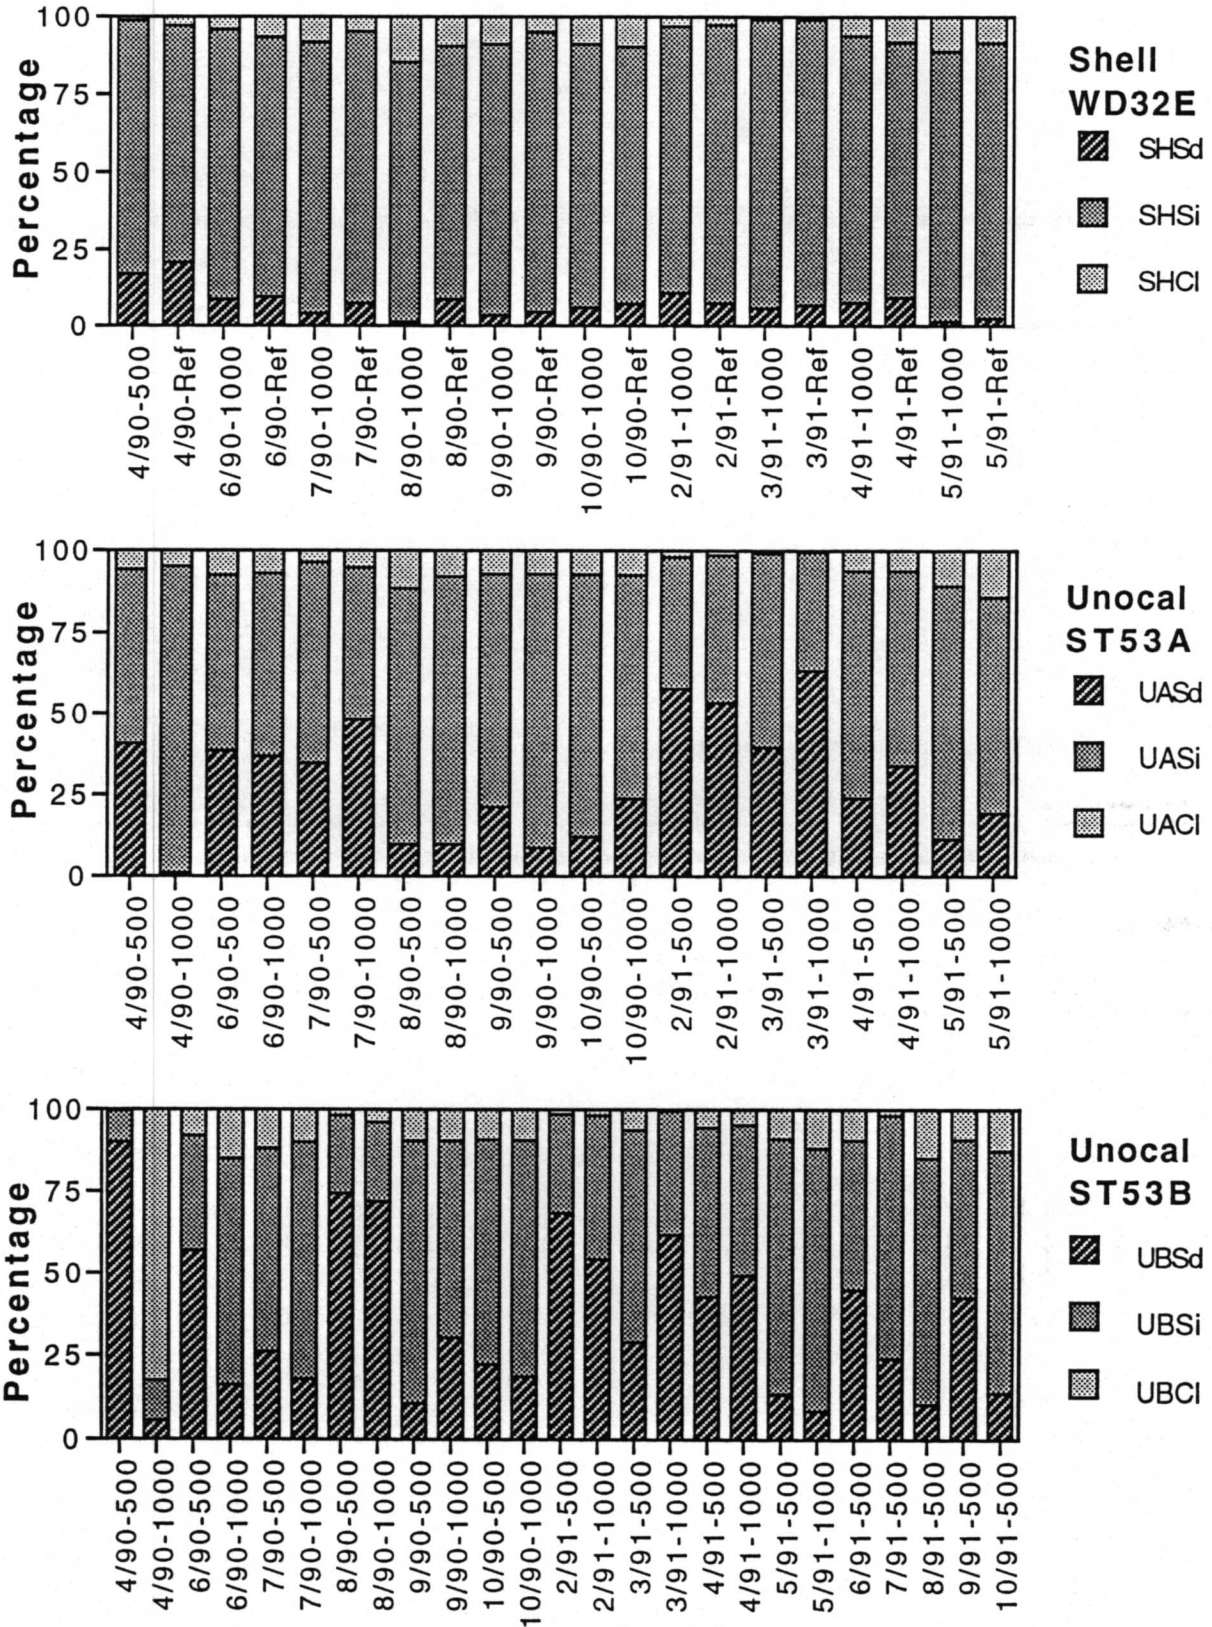 Percentage
100
75
50
25
0
4/90-500
4/90-Ref
6/90-1000
6/90-Ref
7/90-1000
7/90-Ref
8/90-1000
8/90-Ref
9/90-1000
9/90-Ref
10/90-1000
10/90-Ref
2/91-1000
2/91-Ref
3/91-1000
3/91-Ref
4/91-1000
4/91-Ref
5/91-1000
5/91-Ref
Shell
WD32E
SHSd
SHSi
SHCl
Percentage
100
75
50
25
0
4/90-500
4/90-1000
6/90-500
6/90-1000
7/90-500
7/90-1000
8/90-500
8/90-1000
9/90-500
9/90-1000
10/90-500
10/90-1000
2/91-500
2/91-1000
3/91-500
3/91-1000
4/91-500
4/91-1000
5/91-500
5/91-1000
Unocal
ST53A
UASd
UASi
UACl
Percentage
100
75
50
25
0
4/90-500
4/90-1000
6/90-500
6/90-1000
7/90-500
7/90-1000
8/90-500
8/90-1000
9/90-500
9/90-1000
10/90-500
10/90-1000
2/91-500
2/91-1000
3/91-500
3/91-1000
4/91-500
4/91-1000
5/91-500
5/91-1000
6/91-500
7/91-500
8/91-500
9/91-500
10/91-500
Unocal
ST53B
UBSd
UBSi
UBCl